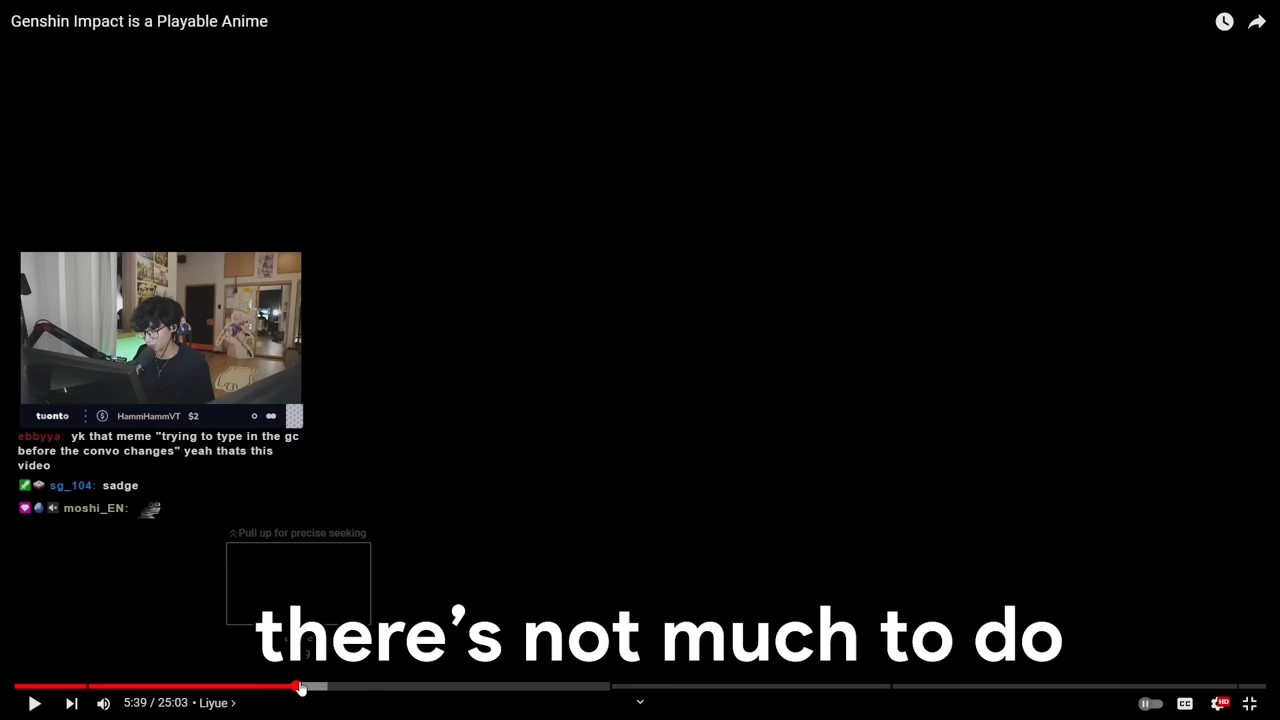 Genshin Impact is a Playable Anime
tuonto HammHammVT $2
ebbyya: yk that meme "trying to type in the gc
before the convo changes" yeah thats this
video
sg_104: sadge
moshi_EN:
Pull up for precise seeking
there's not much to do
5:39 / 25:03 • Liyue ›
CC HD